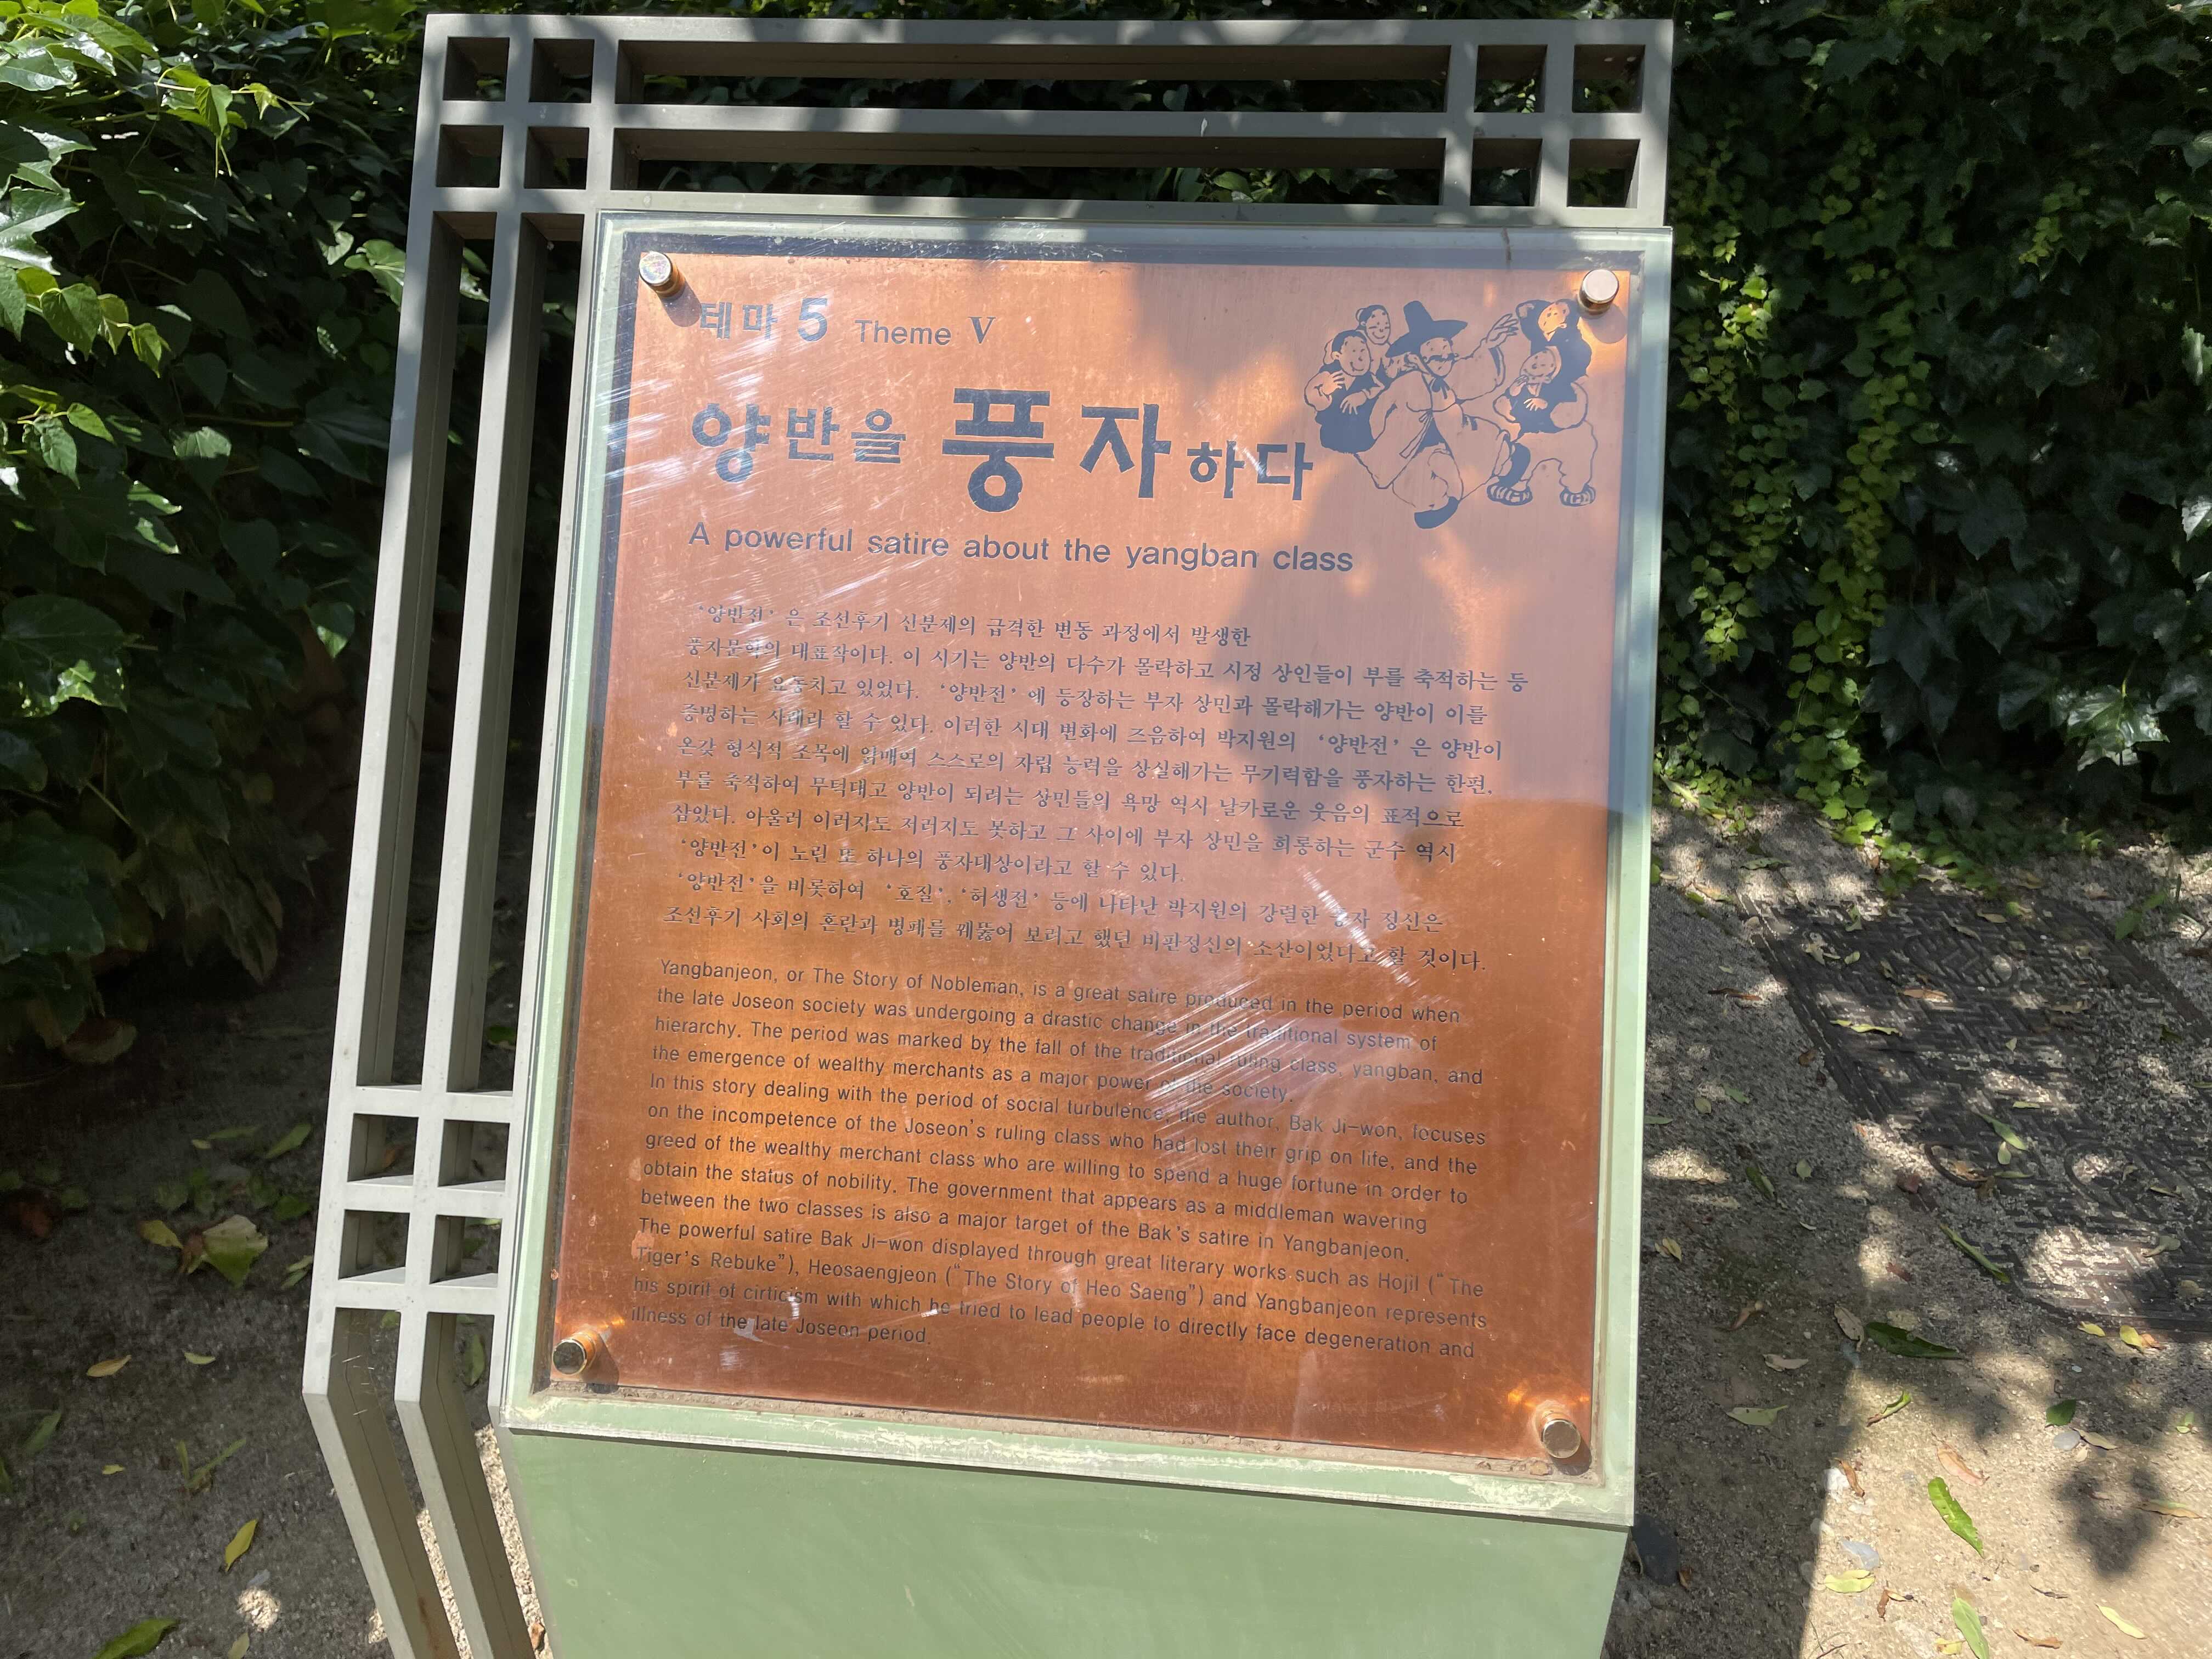 테마 5 Theme V
양반을 풍자하다
A powerful satire about the yangban class
‘양반전’ 은 조선후기 신분제의 급격한 변동 과정에서 발생한
풍자문학의 대표작이다. 이 시기는 양반의 다수가 몰락하고 시정 상인들이 부를 축적하는 등
신분제가 요동치고 있었다. ‘양반전’ 에 등장하는 부자 상민과 몰락해가는 양반이 이를
증명하는 사례라 할 수 있다. 이러한 시대 변화에 즈음하여 박지원의 ‘양반전’ 은 양반이
온갖 형식적 조목에 얽매여 스스로의 자립 능력을 상실해가는 무기력함을 풍자하는 한편,
부를 축적하여 무턱대고 양반이 되려는 상민들의 욕망 역시 날카로운 웃음의 표적으로
삼았다. 아울러 이러지도 저러지도 못하고 그 사이에 부자 상민을 희롱하는 군수 역시
‘양반전’이 노린 또 하나의 풍자대상이라고 할 수 있다.
‘양반전’을 비롯하여 ‘호질’, ‘허생전’ 등에 나타난 박지원의 강렬한 풍자 정신은
조선후기 사회의 혼란과 병폐를 꿰뚫어 보려고 했던 비판정신의 소산이었다고 할 것이다.
Yangbanjeon, or The Story of Nobleman, is a great satire produced in the period when
the late Joseon society was undergoing a drastic change in the traditional system of
hierarchy. The period was marked by the fall of the traditional ruling class, yangban, and
the emergence of wealthy merchants as a major power of the society.
In this story dealing with the period of social turbulence, the author, Bak Ji-won, focuses
on the incompetence of the Joseon's ruling class who had lost their grip on life, and the
greed of the wealthy merchant class who are willing to spend a huge fortune in order to
obtain the status of nobility. The government that appears as a middleman wavering
between the two classes is also a major target of the Bak's satire in Yangbanjeon.
The powerful satire Bak Ji-won displayed through great literary works such as Hojil (“The
Tiger's Rebuke”), Heosaengjeon (“The Story of Heo Saeng”) and Yangbanjeon represents
his spirit of cirticism with which he tried to lead people to directly face degeneration and
illness of the late Joseon period.